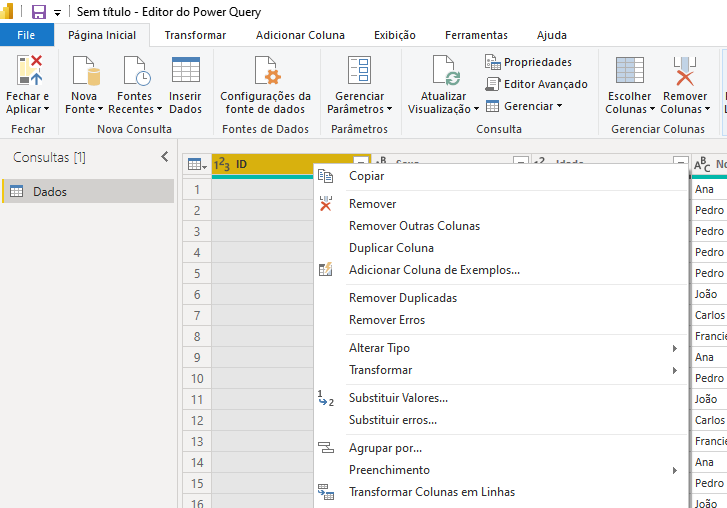 Sem título - Editor do Power Query
File Página Inicial Transformar Adicionar Coluna Exibição Ferramentas Ajuda
Fechar e Aplicar
Nova Fonte
Fontes Recentes
Inserir Dados
Configurações da fonte de dados
Gerenciar Parâmetros
Atualizar Visualização
Propriedades
Editor Avançado
Gerenciar
Escolher Colunas
Remover Colunas
Fechar Nova Consulta Fontes de Dados Parâmetros Consulta Gerenciar Colunas
Consultas [1]
Dados
123 ID
ABC
Copiar
Remover
Remover Outras Colunas
Duplicar Coluna
Adicionar Coluna de Exemplos...
Remover Duplicadas
Remover Erros
Alterar Tipo
Transformar
Substituir Valores...
Substituir erros...
Agrupar por...
Preenchimento
Transformar Colunas em Linhas
1 Ana
2 Pedro
3 Pedro
4 Pedro
5 Pedro
6 João
7 Carlos
8 Francie
9 Ana
10 Pedro
11 João
12 Carlos
13 Francie
14 Ana
15 Pedro
16 João